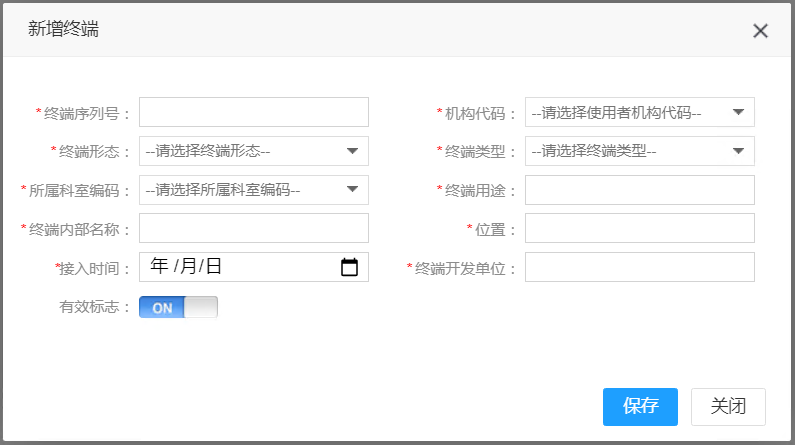 新增终端
*终端序列号：
*机构代码： --请选择使用者机构代码--
*终端形态： --请选择终端形态--
*终端类型： --请选择终端类型--
*所属科室编码： --请选择所属科室编码--
*终端用途：
*终端内部名称：
*位置：
*接入时间： 年 /月/日
*终端开发单位：
有效标志： ON
保存 关闭